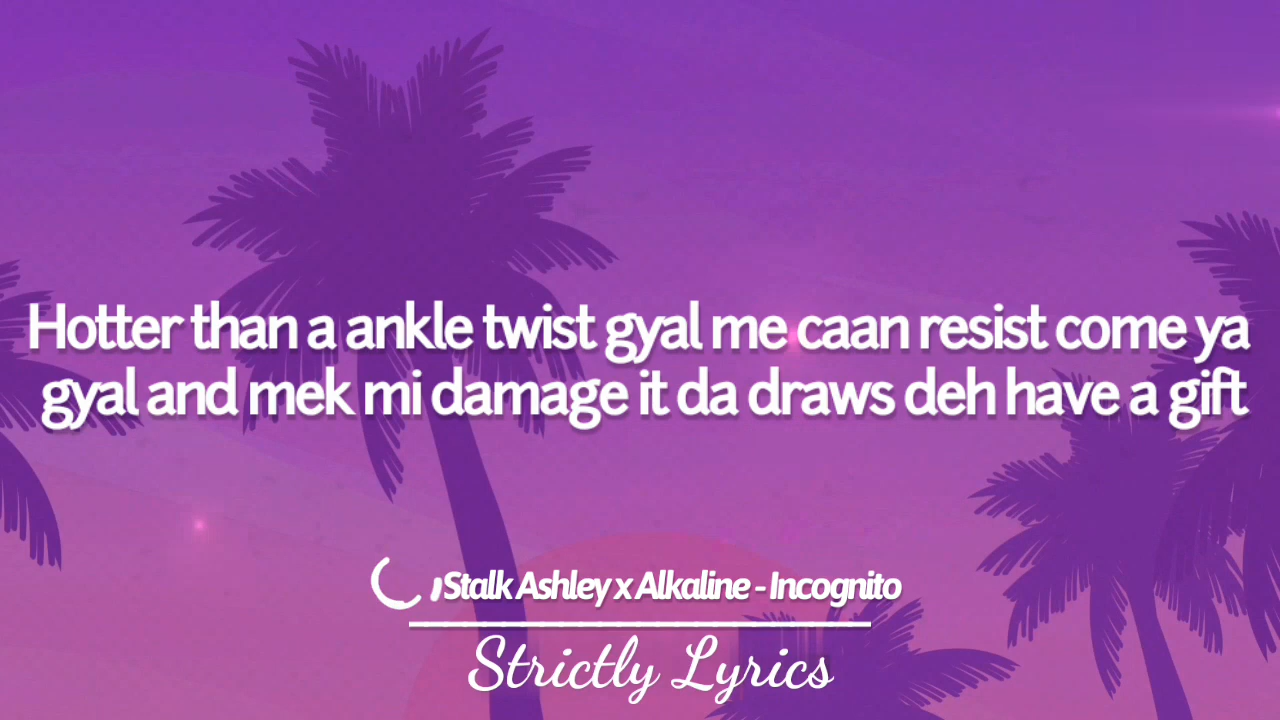 Hotter than a ankle twist gyal me caan resist come ya
gyal and mek mi damage it da draws deh have a gift
Stalk Ashley x Alkaline - Incognito
Strictly Lyrics